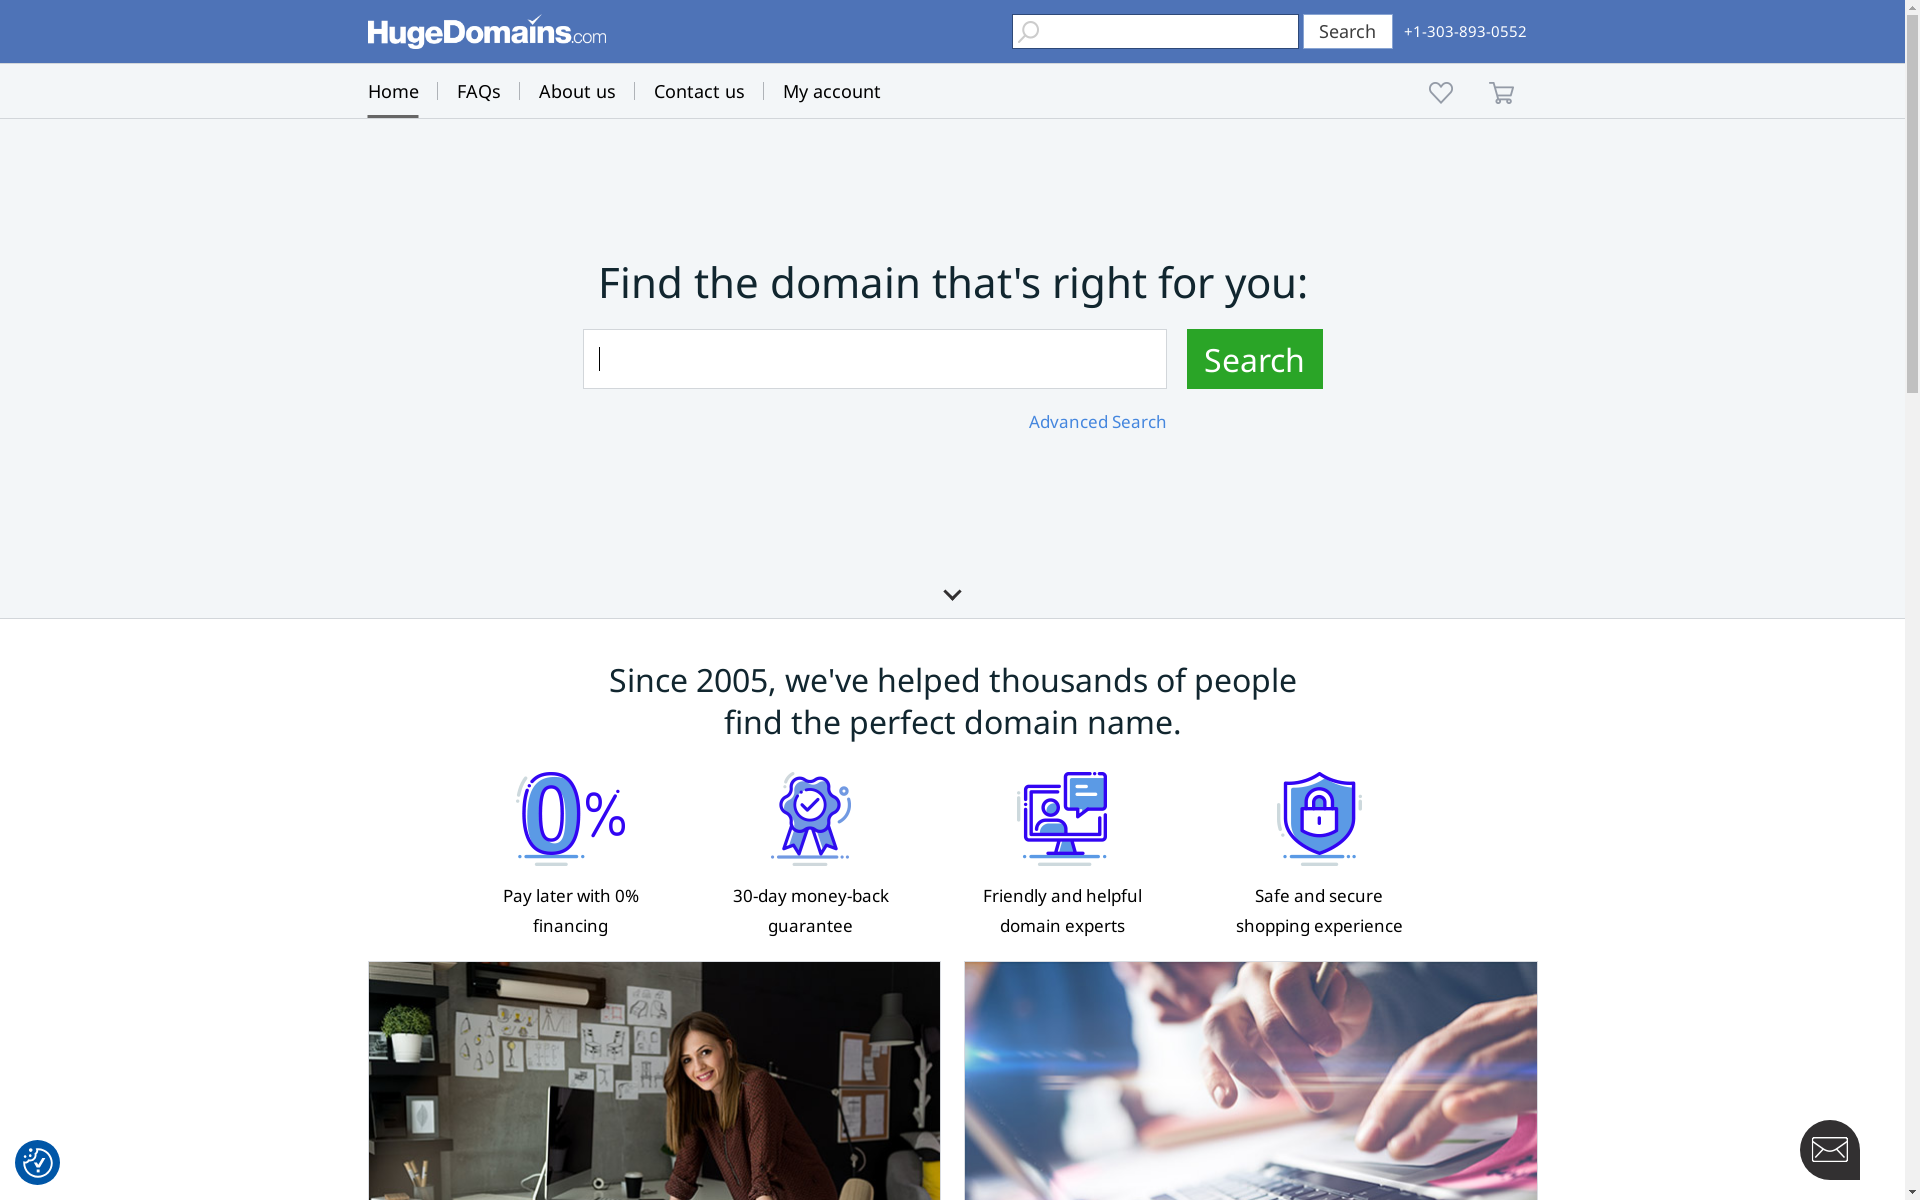 HugeDomains.com
Search
+1-303-893-0552
Home
FAQs
About us
Contact us
My account
Find the domain that's right for you:
Search
Advanced Search
Since 2005, we've helped thousands of people
find the perfect domain name.
0%
Pay later with 0%
financing
30-day money-back
guarantee
Friendly and helpful
domain experts
Safe and secure
shopping experience